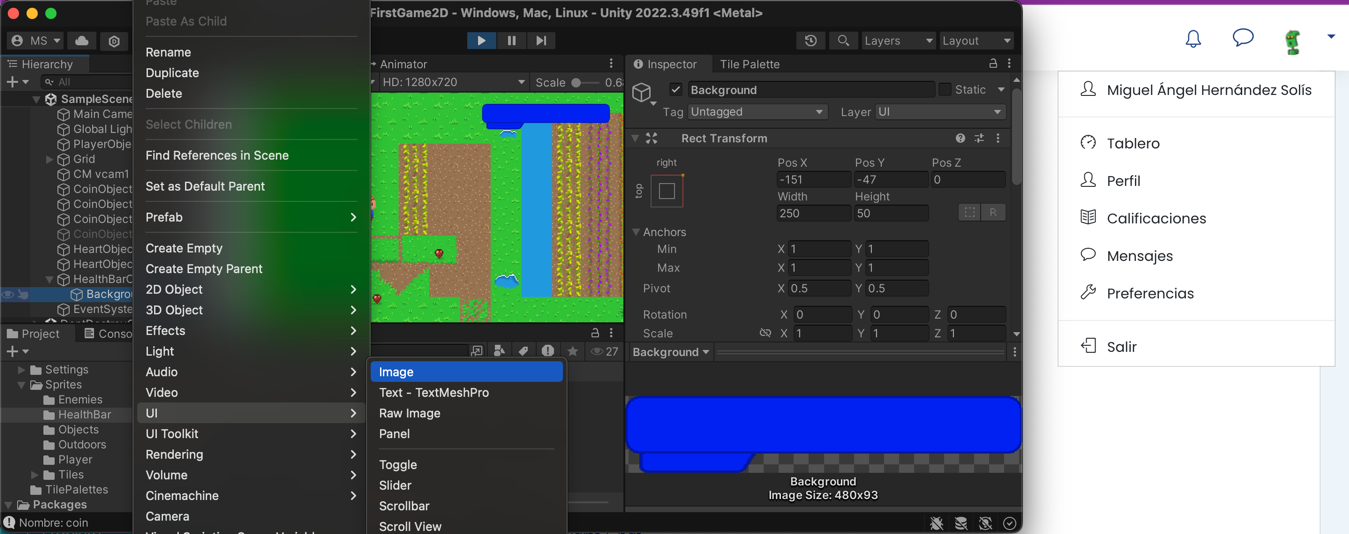 FirstGame2D - Windows, Mac, Linux - Unity 2022.3.49f1 <Metal>
MS
Layers
Layout
Hierarchy
All
SampleScene
Main Came
Global Ligh
PlayerObje
Grid
CM vcam1
CoinObject
CoinObject
CoinObject
CoinObject
HeartObjec
HeartObjec
HealthBarC
Backgro
EventSyste
Project
Conso
Settings
Sprites
Enemies
HealthBar
Objects
Outdoors
Player
Tiles
TilePalettes
Packages
Nombre: coin
Paste
Paste As Child
Rename
Duplicate
Delete
Select Children
Find References in Scene
Set as Default Parent
Prefab
Create Empty
Create Empty Parent
2D Object
3D Object
Effects
Light
Audio
Video
UI
UI Toolkit
Rendering
Volume
Cinemachine
Camera
Image
Text - TextMeshPro
Raw Image
Panel
Toggle
Slider
Scrollbar
Scroll View
Animator
HD: 1280x720
Scale
0.6
27
Inspector
Tile Palette
Background
Static
Tag Untagged
Layer UI
Rect Transform
right
top
Pos X Pos Y Pos Z
-151 -47 0
Width Height
250 50
R
Anchors
Min X 1 Y 1
Max X 1 Y 1
Pivot X 0.5 Y 0.5
Rotation X 0 Y 0 Z 0
Scale X 1 Y 1 Z 1
Background
Background
Image Size: 480x93
Miguel Ángel Hernández Solís
Tablero
Perfil
Calificaciones
Mensajes
Preferencias
Salir